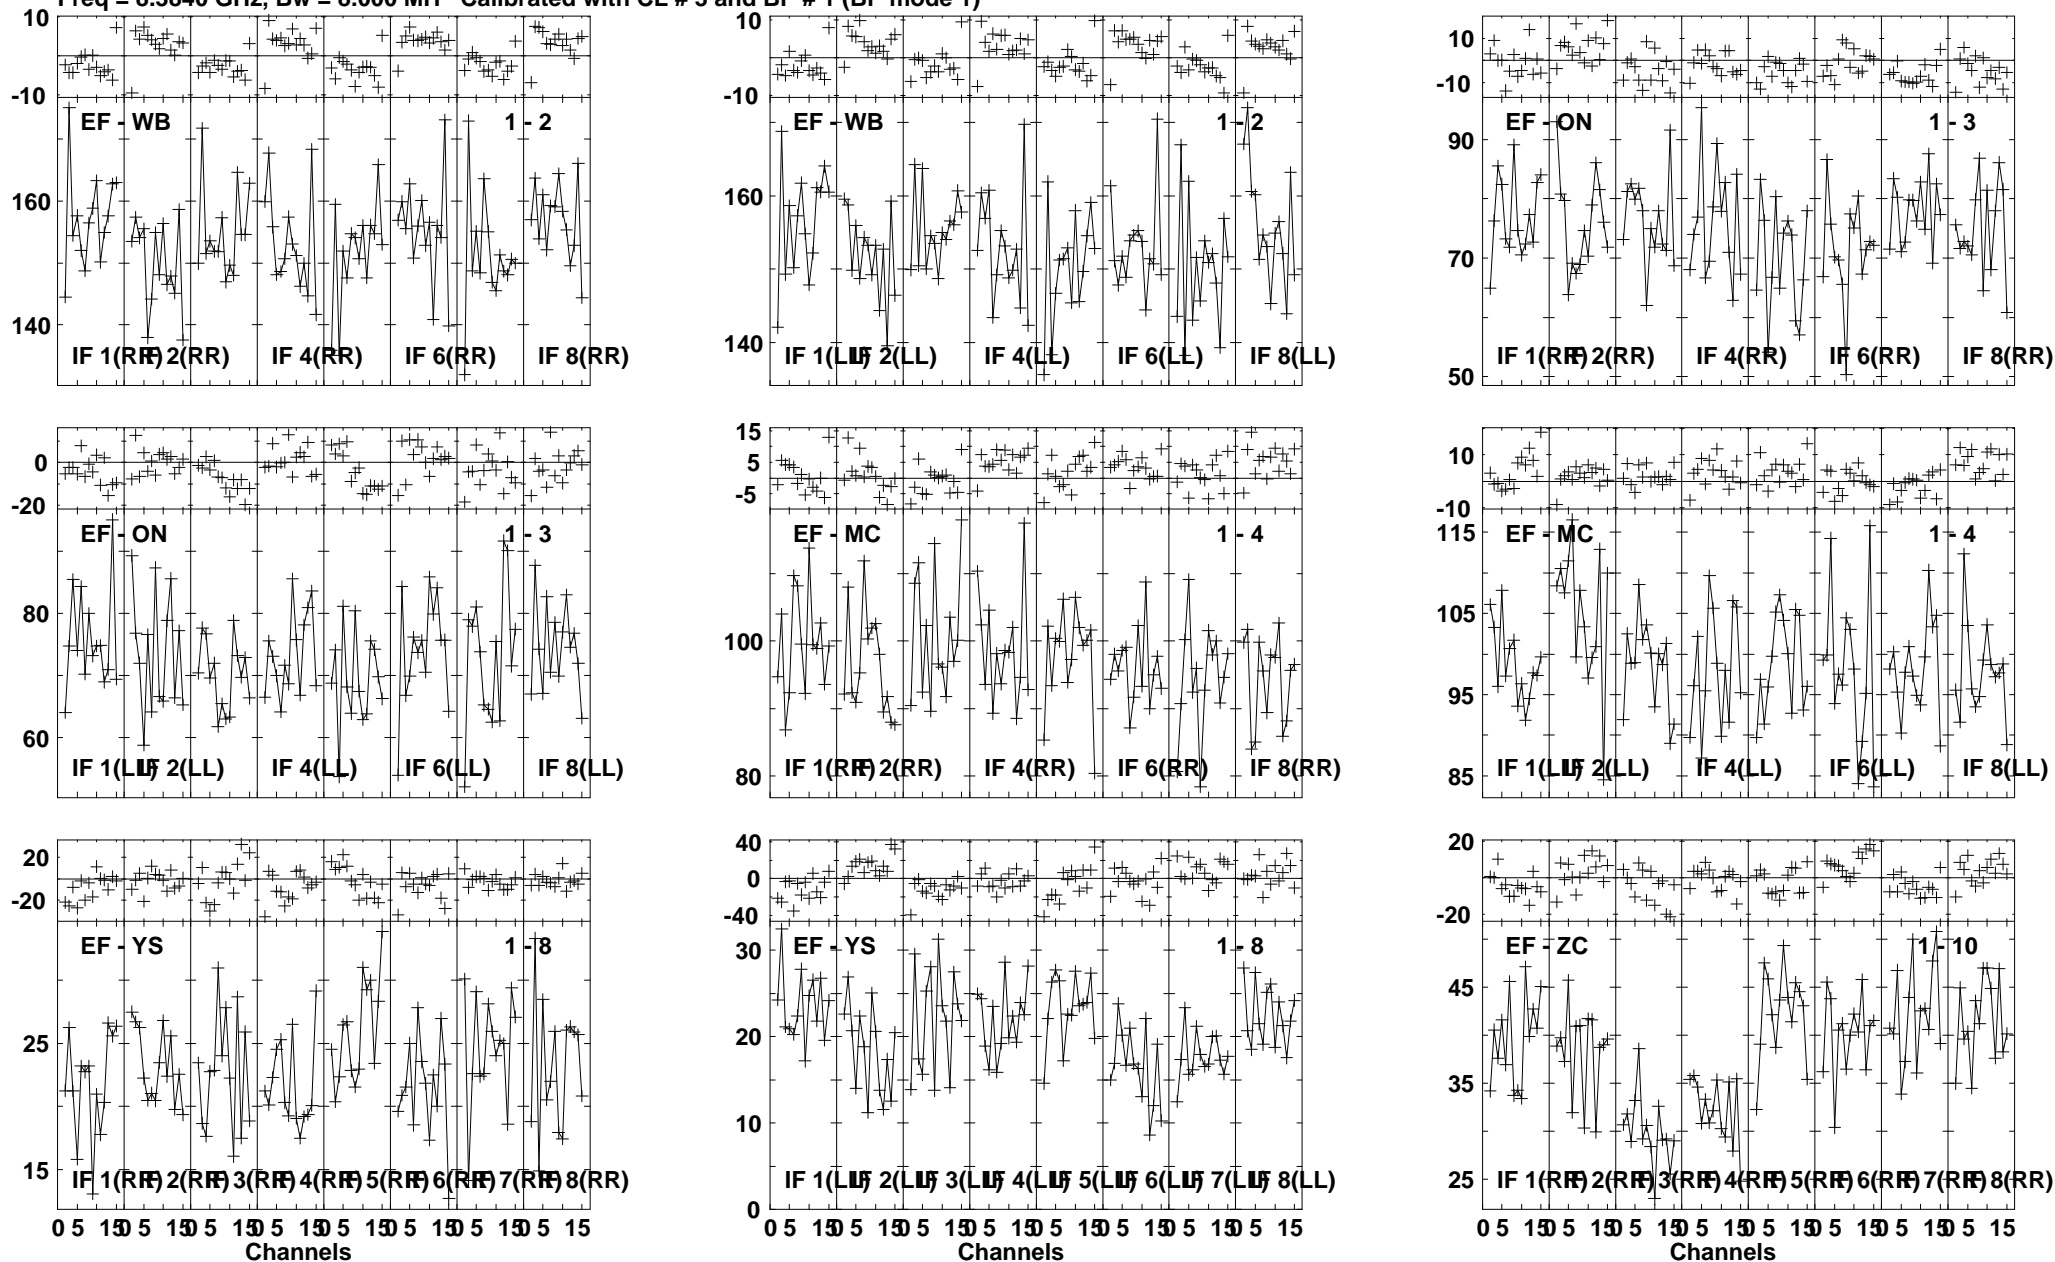 Freq = 8.3840 GHz, Bw = 8.000 MH Calibrated with CL # 3 and BP # 1 (BP mode 1)
10 10 10
-10 -10 -10
EF - WB 1 - 2 EF - WB 1 - 2 EF - ON 1 - 3
90
160 160
70
140 140
IF 1(RR) IF 2(RR) IF 4(RR) IF 6(RR) IF 8(RR) IF 1(LL) IF 2(LL) IF 4(LL) IF 6(LL) IF 8(LL) IF 1(RR) IF 2(RR) IF 4(RR) IF 6(RR) IF 8(RR)
50
15
0 5 10
-20 -5 -10
EF - ON 1 - 3 EF - MC 1 - 4 EF - MC 1 - 4
115
80 100 105
95
60
80 85
IF 1(LL) IF 2(LL) IF 4(LL) IF 6(LL) IF 8(LL) IF 1(RR) IF 2(RR) IF 4(RR) IF 6(RR) IF 8(RR) IF 1(LL) IF 2(LL) IF 4(LL) IF 6(LL) IF 8(LL)
20 40 20
0
-20 -40 -20
EF - YS 1 - 8 EF - YS 1 - 8 EF - ZC 1 - 10
30
45
25 20
35
10
15 25
IF 1(RR) IF 2(RR) IF 3(RR) IF 4(RR) IF 5(RR) IF 6(RR) IF 7(RR) IF 8(RR) IF 1(LL) IF 2(LL) IF 3(LL) IF 4(LL) IF 5(LL) IF 6(LL) IF 7(LL) IF 8(LL) IF 1(RR) IF 2(RR) IF 3(RR) IF 4(RR) IF 5(RR) IF 6(RR) IF 7(RR) IF 8(RR)
0
0 5 15 0 5 15 0 5 15 0 5 15 0 5 15 0 5 15 0 5 15 0 5 15 0 5 15 0 5 15 0 5 15 0 5 15 0 5 15 0 5 15 0 5 15 0 5 15 0 5 15 0 5 15 0 5 15 0 5 15 0 5 15 0 5 15 0 5 15 0 5 15
Channels Channels Channels